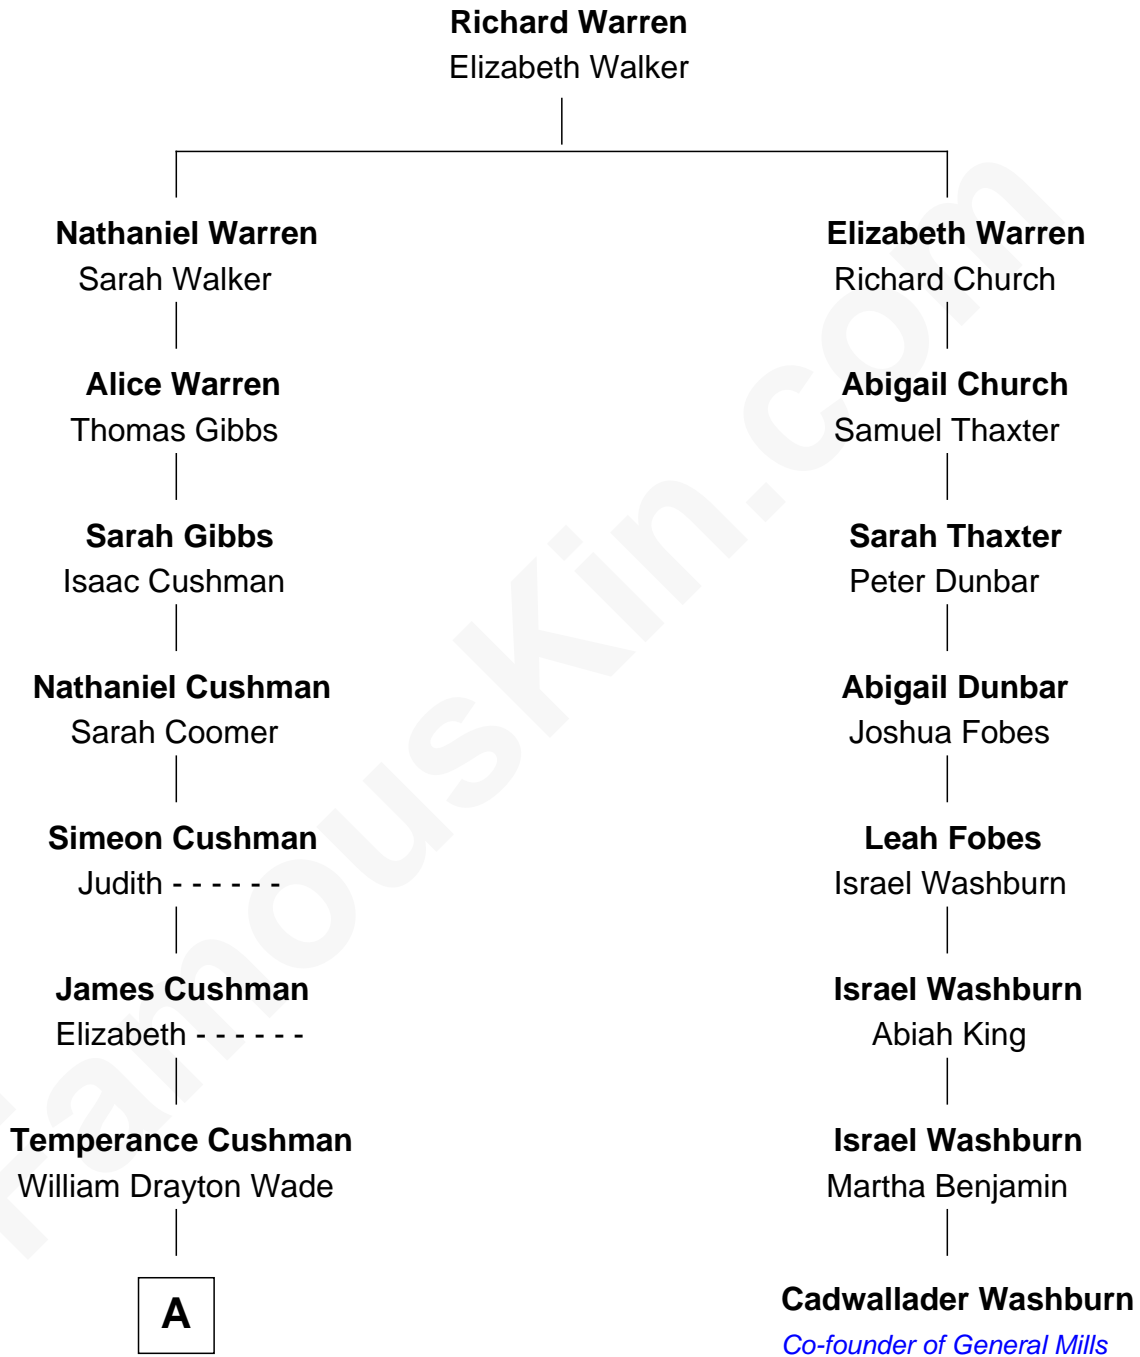 Richard Warren
Elizabeth Walker
Nathaniel Warren
Sarah Walker
Elizabeth Warren
Richard Church
Alice Warren
Thomas Gibbs
Abigail Church
Samuel Thaxter
Sarah Gibbs
Isaac Cushman
Sarah Thaxter
Peter Dunbar
Nathaniel Cushman
Sarah Coomer
Abigail Dunbar
Joshua Fobes
Simeon Cushman
Judith - - - - - -
Leah Fobes
Israel Washburn
James Cushman
Elizabeth - - - - - -
Israel Washburn
Abiah King
Temperance Cushman
William Drayton Wade
Israel Washburn
Martha Benjamin
A
Cadwallader Washburn
Co-founder of General Mills
FamousKin.com